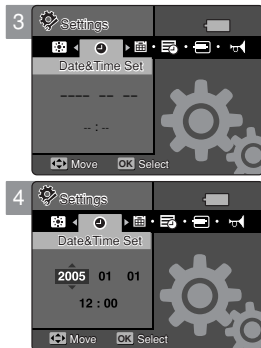 3
Settings
Date&Time Set
---- -- --
-- : --
Move OK Select
4
Settings
Date&Time Set
2005 01 01
12 : 00
Move OK Select